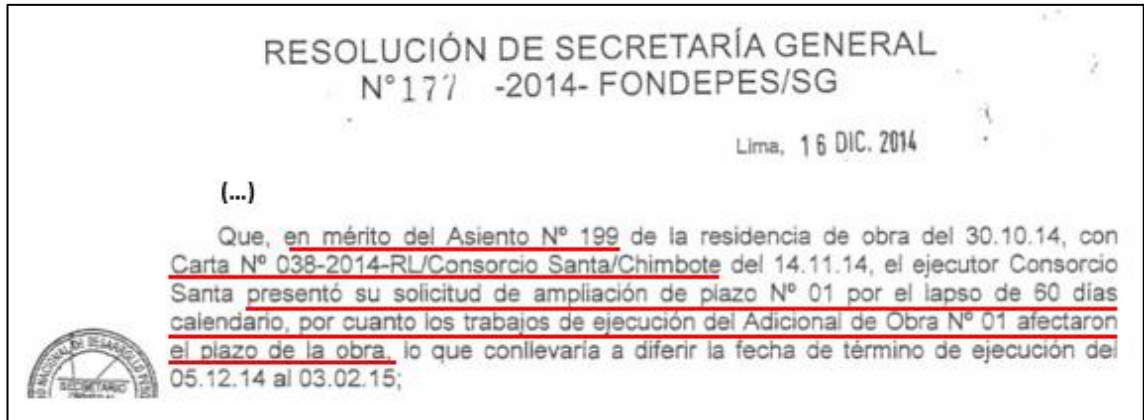 RESOLUCIÓN DE SECRETARÍA GENERAL
N°177 -2014- FONDEPES/SG
Lima, 16 DIC. 2014
(...)
Que, en mérito del Asiento Nº 199 de la residencia de obra del 30.10.14, con
Carta Nº 038-2014-RL/Consorcio Santa/Chimbote del 14.11.14, el ejecutor Consorcio
Santa presentó su solicitud de ampliación de plazo Nº 01 por el lapso de 60 días
calendario, por cuanto los trabajos de ejecución del Adicional de Obra Nº 01 afectaron
el plazo de la obra, lo que conllevaría a diferir la fecha de término de ejecución del
05.12.14 al 03.02.15;
NACIONAL DE DESARROLLO
SECRETARIO